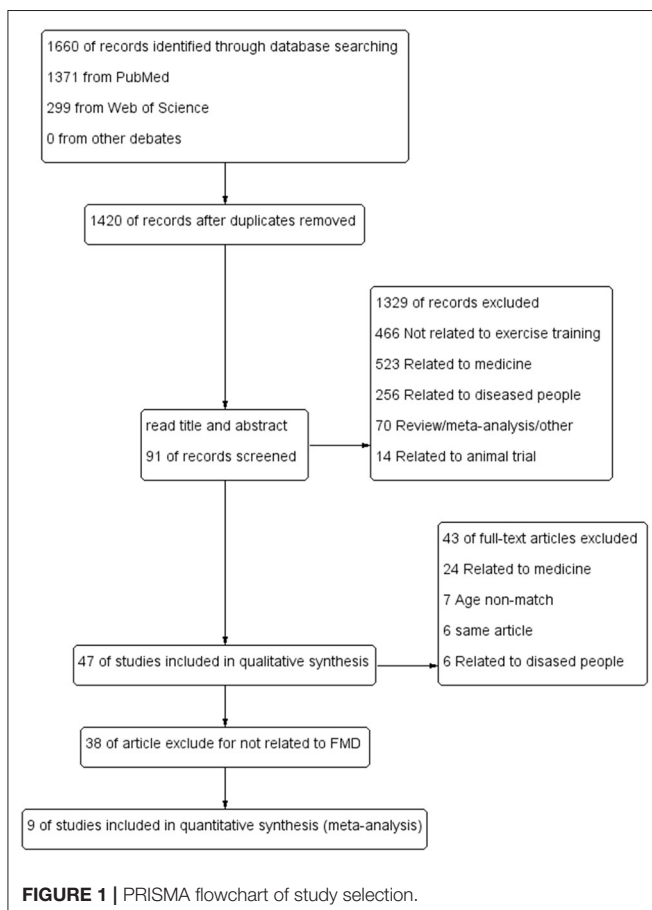 1660 of records identified through database searching
1371 from PubMed
299 from Web of Science
0 from other debates
1420 of records after duplicates removed
1329 of records excluded
466 Not related to exercise training
523 Related to medicine
256 Related to diseased people
70 Review/meta-analysis/other
14 Related to animal trial
read title and abstract
91 of records screened
43 of full-text articles excluded
24 Related to medicine
7 Age non-match
6 same article
6 Related to disased people
47 of studies included in qualitative synthesis
38 of article exclude for not related to FMD
9 of studies included in quantitative synthesis (meta-analysis)
FIGURE 1 | PRISMA flowchart of study selection.